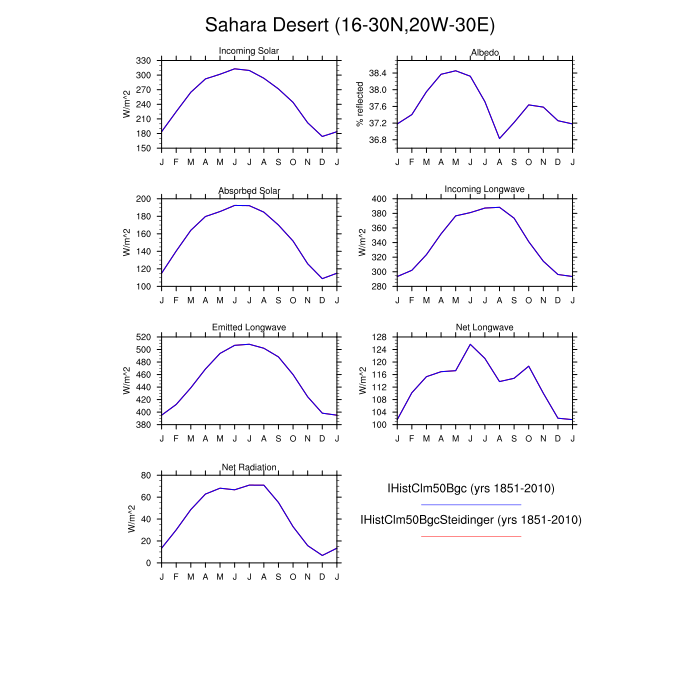 Sahara Desert (16-30N,20W-30E)
Incoming Solar
W/m^2
330
300
270
240
210
180
150
J F M A M J J A S O N D J
Albedo
% reflected
38.4
38.0
37.6
37.2
36.8
J F M A M J J A S O N D J
Absorbed Solar
W/m^2
200
180
160
140
120
100
J F M A M J J A S O N D J
Incoming Longwave
W/m^2
400
380
360
340
320
300
280
J F M A M J J A S O N D J
Emitted Longwave
W/m^2
520
500
480
460
440
420
400
380
J F M A M J J A S O N D J
Net Longwave
W/m^2
128
124
120
116
112
108
104
100
J F M A M J J A S O N D J
Net Radiation
W/m^2
80
60
40
20
0
J F M A M J J A S O N D J
IHistClm50Bgc (yrs 1851-2010)
IHistClm50BgcSteidinger (yrs 1851-2010)